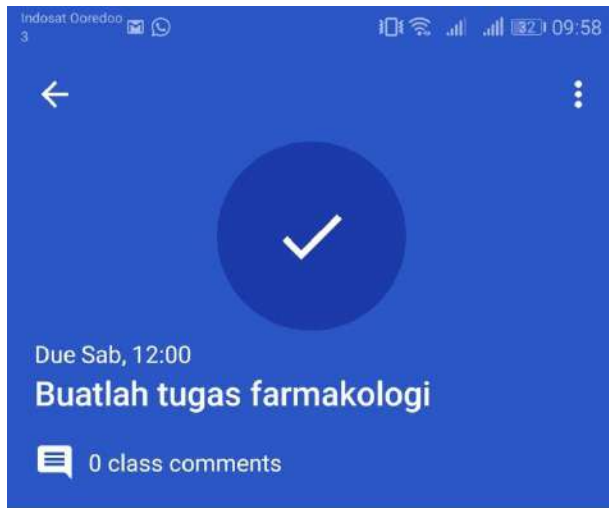 Indosat Ooredoo
3
32 09:58
Due Sab, 12:00
Buatlah tugas farmakologi
0 class comments